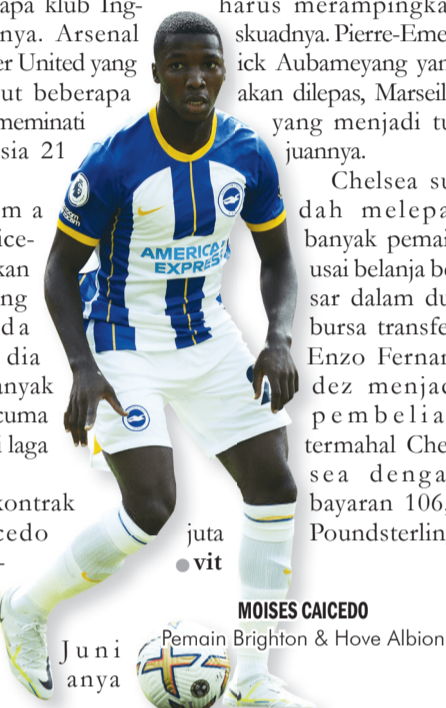 apa klub Ing-
nya. Arsenal
er United yang
ut beberapa
meminati
sia 21
m a
ice-
kan
ng
d a
dia
anyak
cuma
i laga
kontrak
cedo
-
Juni
anya
harus merampingka
skuadnya. Pierre-Eme
ick Aubameyang yan
akan dilepas, Marseil
yang menjadi tu
juannya.
Chelsea su
dah melepa
banyak pemai
usai belanja be
sar dalam du
bursa transfe
Enzo Fernan
dez menjad
pembelia
termahal Che
sea denga
bayaran 106,
Poundsterlin
juta
● vit
AMERICAN
EXPRESS
MOISES CAICEDO
Pemain Brighton & Hove Albion